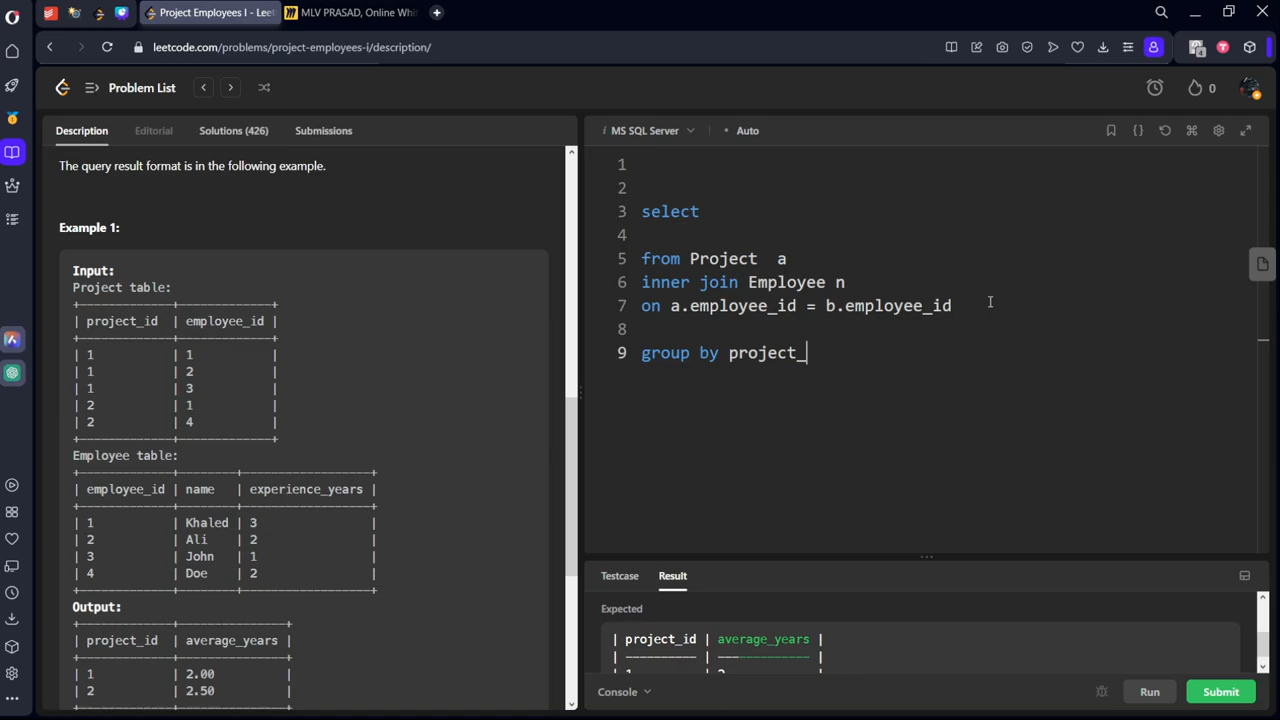 Project Employees I - Leet
MLV PRASAD, Online Whi
leetcode.com/problems/project-employees-i/description/
Problem List
0
Description
Editorial
Solutions (426)
Submissions
The query result format is in the following example.
Example 1:
Input:
Project table:
+------------+-------------+
| project_id | employee_id |
+------------+-------------+
| 1 | 1 |
| 1 | 2 |
| 1 | 3 |
| 2 | 1 |
| 2 | 4 |
+------------+-------------+
Employee table:
+-------------+--------+------------------+
| employee_id | name | experience_years |
+-------------+--------+------------------+
| 1 | Khaled | 3 |
| 2 | Ali | 2 |
| 3 | John | 1 |
| 4 | Doe | 2 |
+-------------+--------+------------------+
Output:
+-------------+---------------+
| project_id | average_years |
+-------------+---------------+
| 1 | 2.00 |
| 2 | 2.50 |
+-------------+---------------+
i MS SQL Server
• Auto
1
2
3 select
4
5 from Project a
6 inner join Employee n
7 on a.employee_id = b.employee_id
8
9 group by project_
Testcase
Result
Expected
| project_id | average_years |
| ---------- | ------------- |
Console
Run
Submit